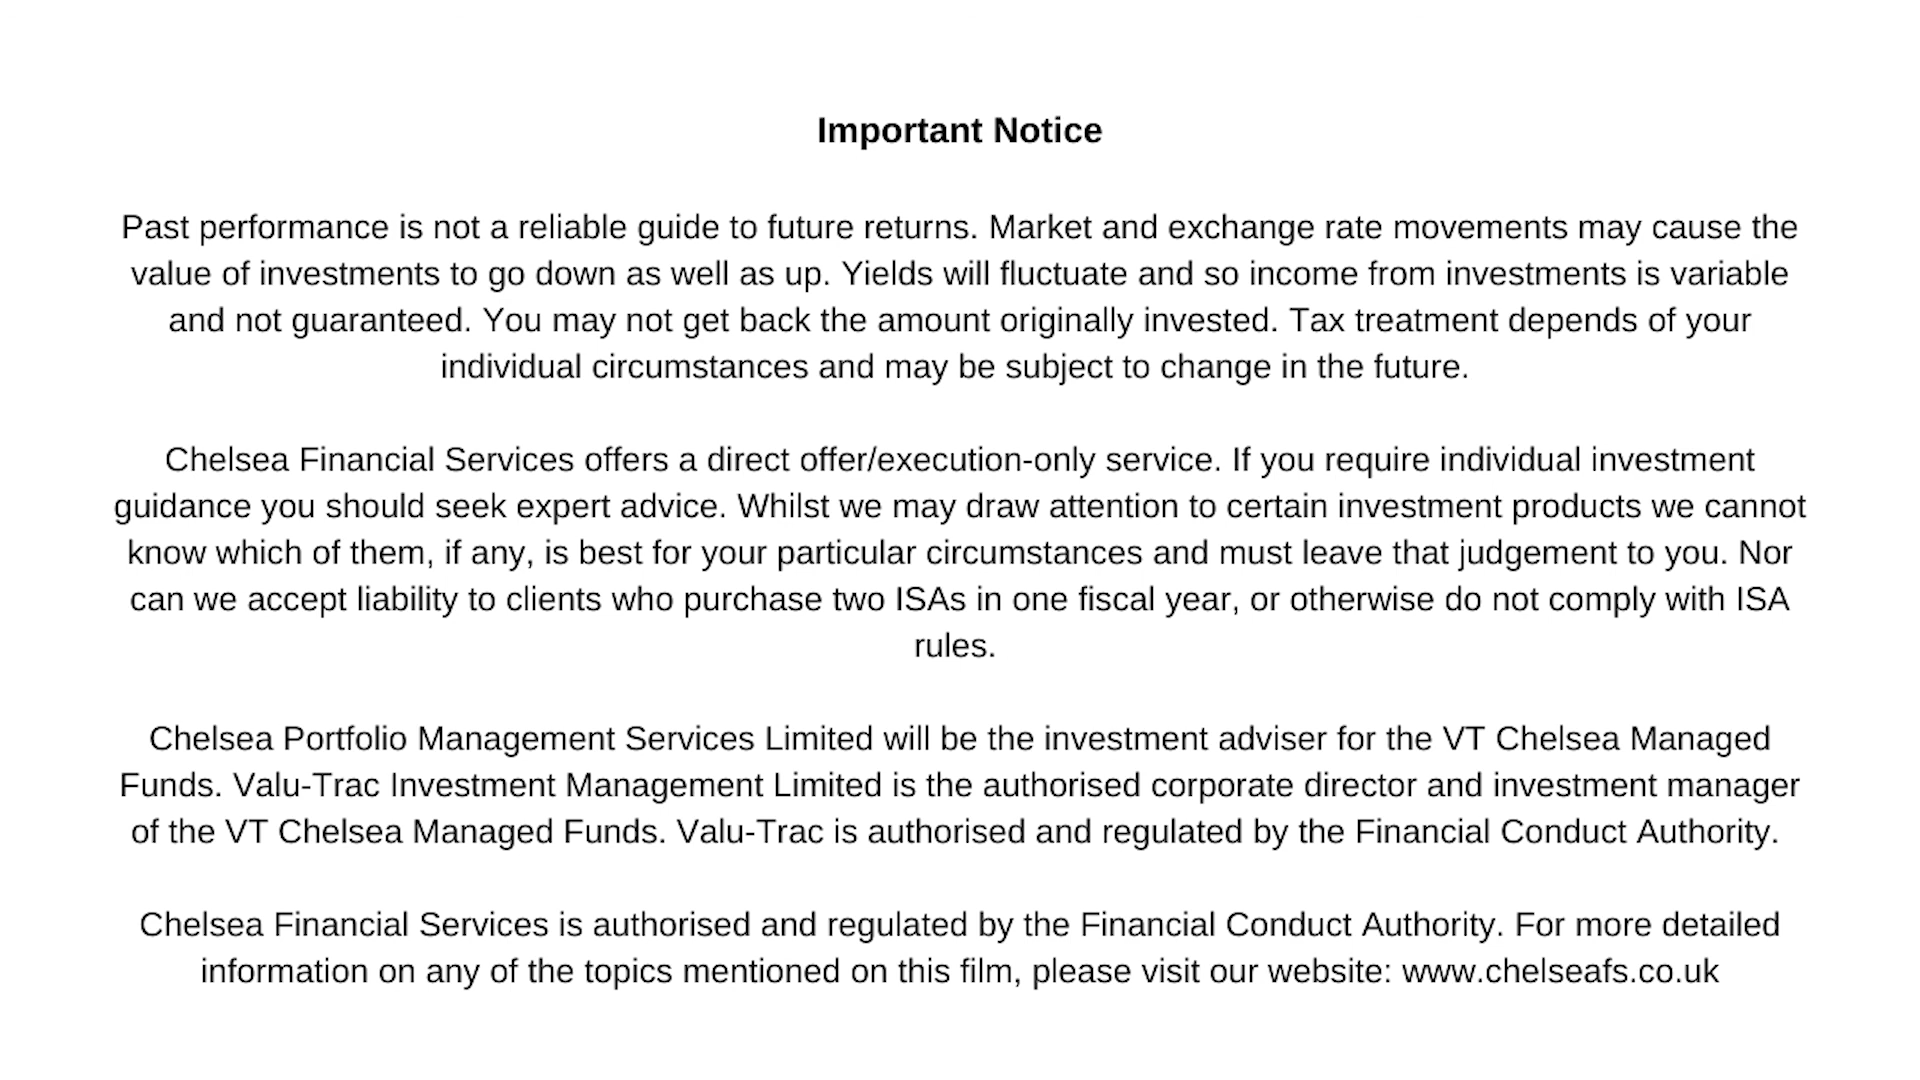 Important Notice
Past performance is not a reliable guide to future returns. Market and exchange rate movements may cause the
value of investments to go down as well as up. Yields will fluctuate and so income from investments is variable
and not guaranteed. You may not get back the amount originally invested. Tax treatment depends of your
individual circumstances and may be subject to change in the future.
Chelsea Financial Services offers a direct offer/execution-only service. If you require individual investment
guidance you should seek expert advice. Whilst we may draw attention to certain investment products we cannot
know which of them, if any, is best for your particular circumstances and must leave that judgement to you. Nor
can we accept liability to clients who purchase two ISAs in one fiscal year, or otherwise do not comply with ISA
rules.
Chelsea Portfolio Management Services Limited will be the investment adviser for the VT Chelsea Managed
Funds. Valu-Trac Investment Management Limited is the authorised corporate director and investment manager
of the VT Chelsea Managed Funds. Valu-Trac is authorised and regulated by the Financial Conduct Authority.
Chelsea Financial Services is authorised and regulated by the Financial Conduct Authority. For more detailed
information on any of the topics mentioned on this film, please visit our website: www.chelseafs.co.uk